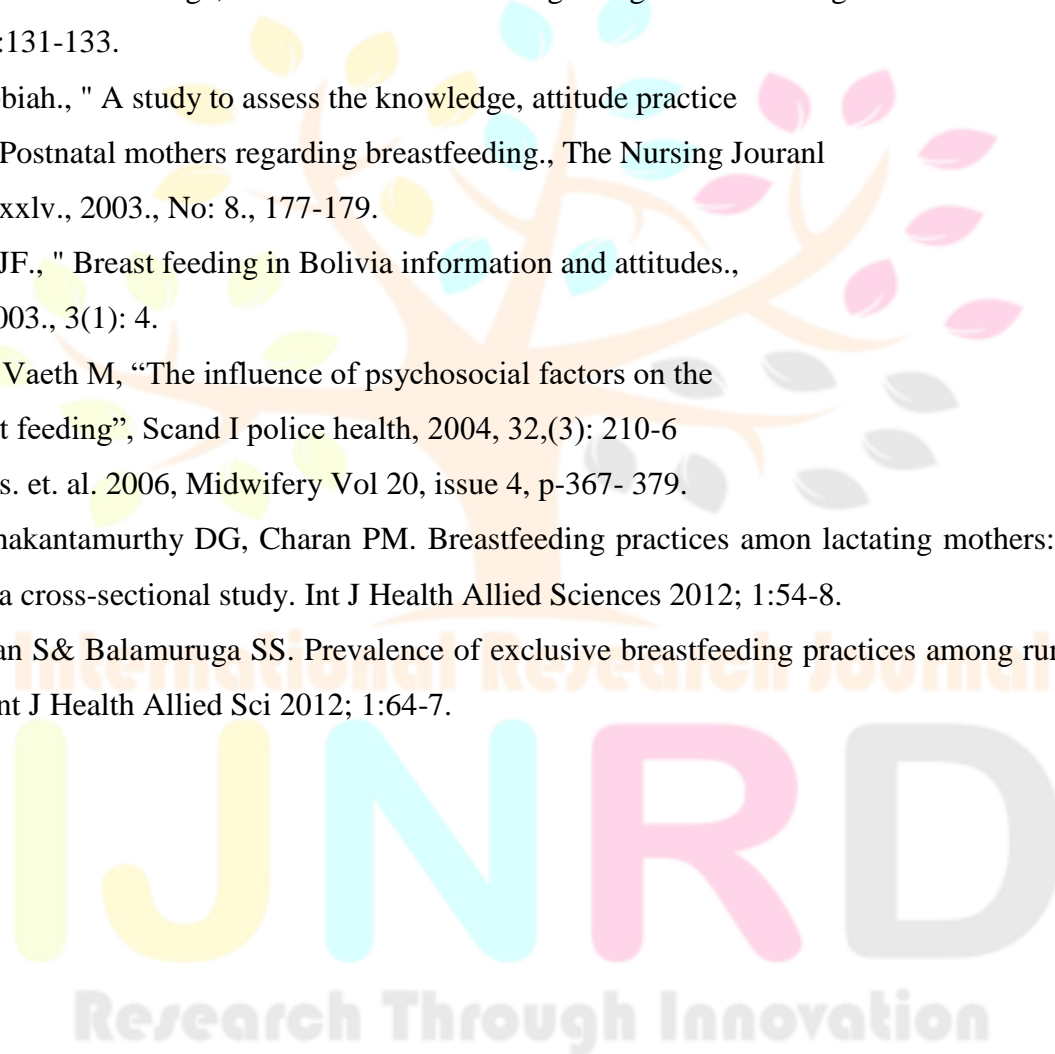 :131-133.
biah., " A study to assess the knowledge, attitude practice
Postnatal mothers regarding breastfeeding., The Nursing Jouranl
xxlv., 2003., No: 8., 177-179.
JF., " Breast feeding in Bolivia information and attitudes.,
003., 3(1): 4.
Vaeth M, “The influence of psychosocial factors on the
t feeding”, Scand I police health, 2004, 32,(3): 210-6
s. et. al. 2006, Midwifery Vol 20, issue 4, p-367- 379.
nakantamurthy DG, Charan PM. Breastfeeding practices amon lactating mothers:
a cross-sectional study. Int J Health Allied Sciences 2012; 1:54-8.
an S& Balamuruga SS. Prevalence of exclusive breastfeeding practices among rur
International Research Journal
nt J Health Allied Sci 2012; 1:64-7.
IJNRD
Research Through Innovation